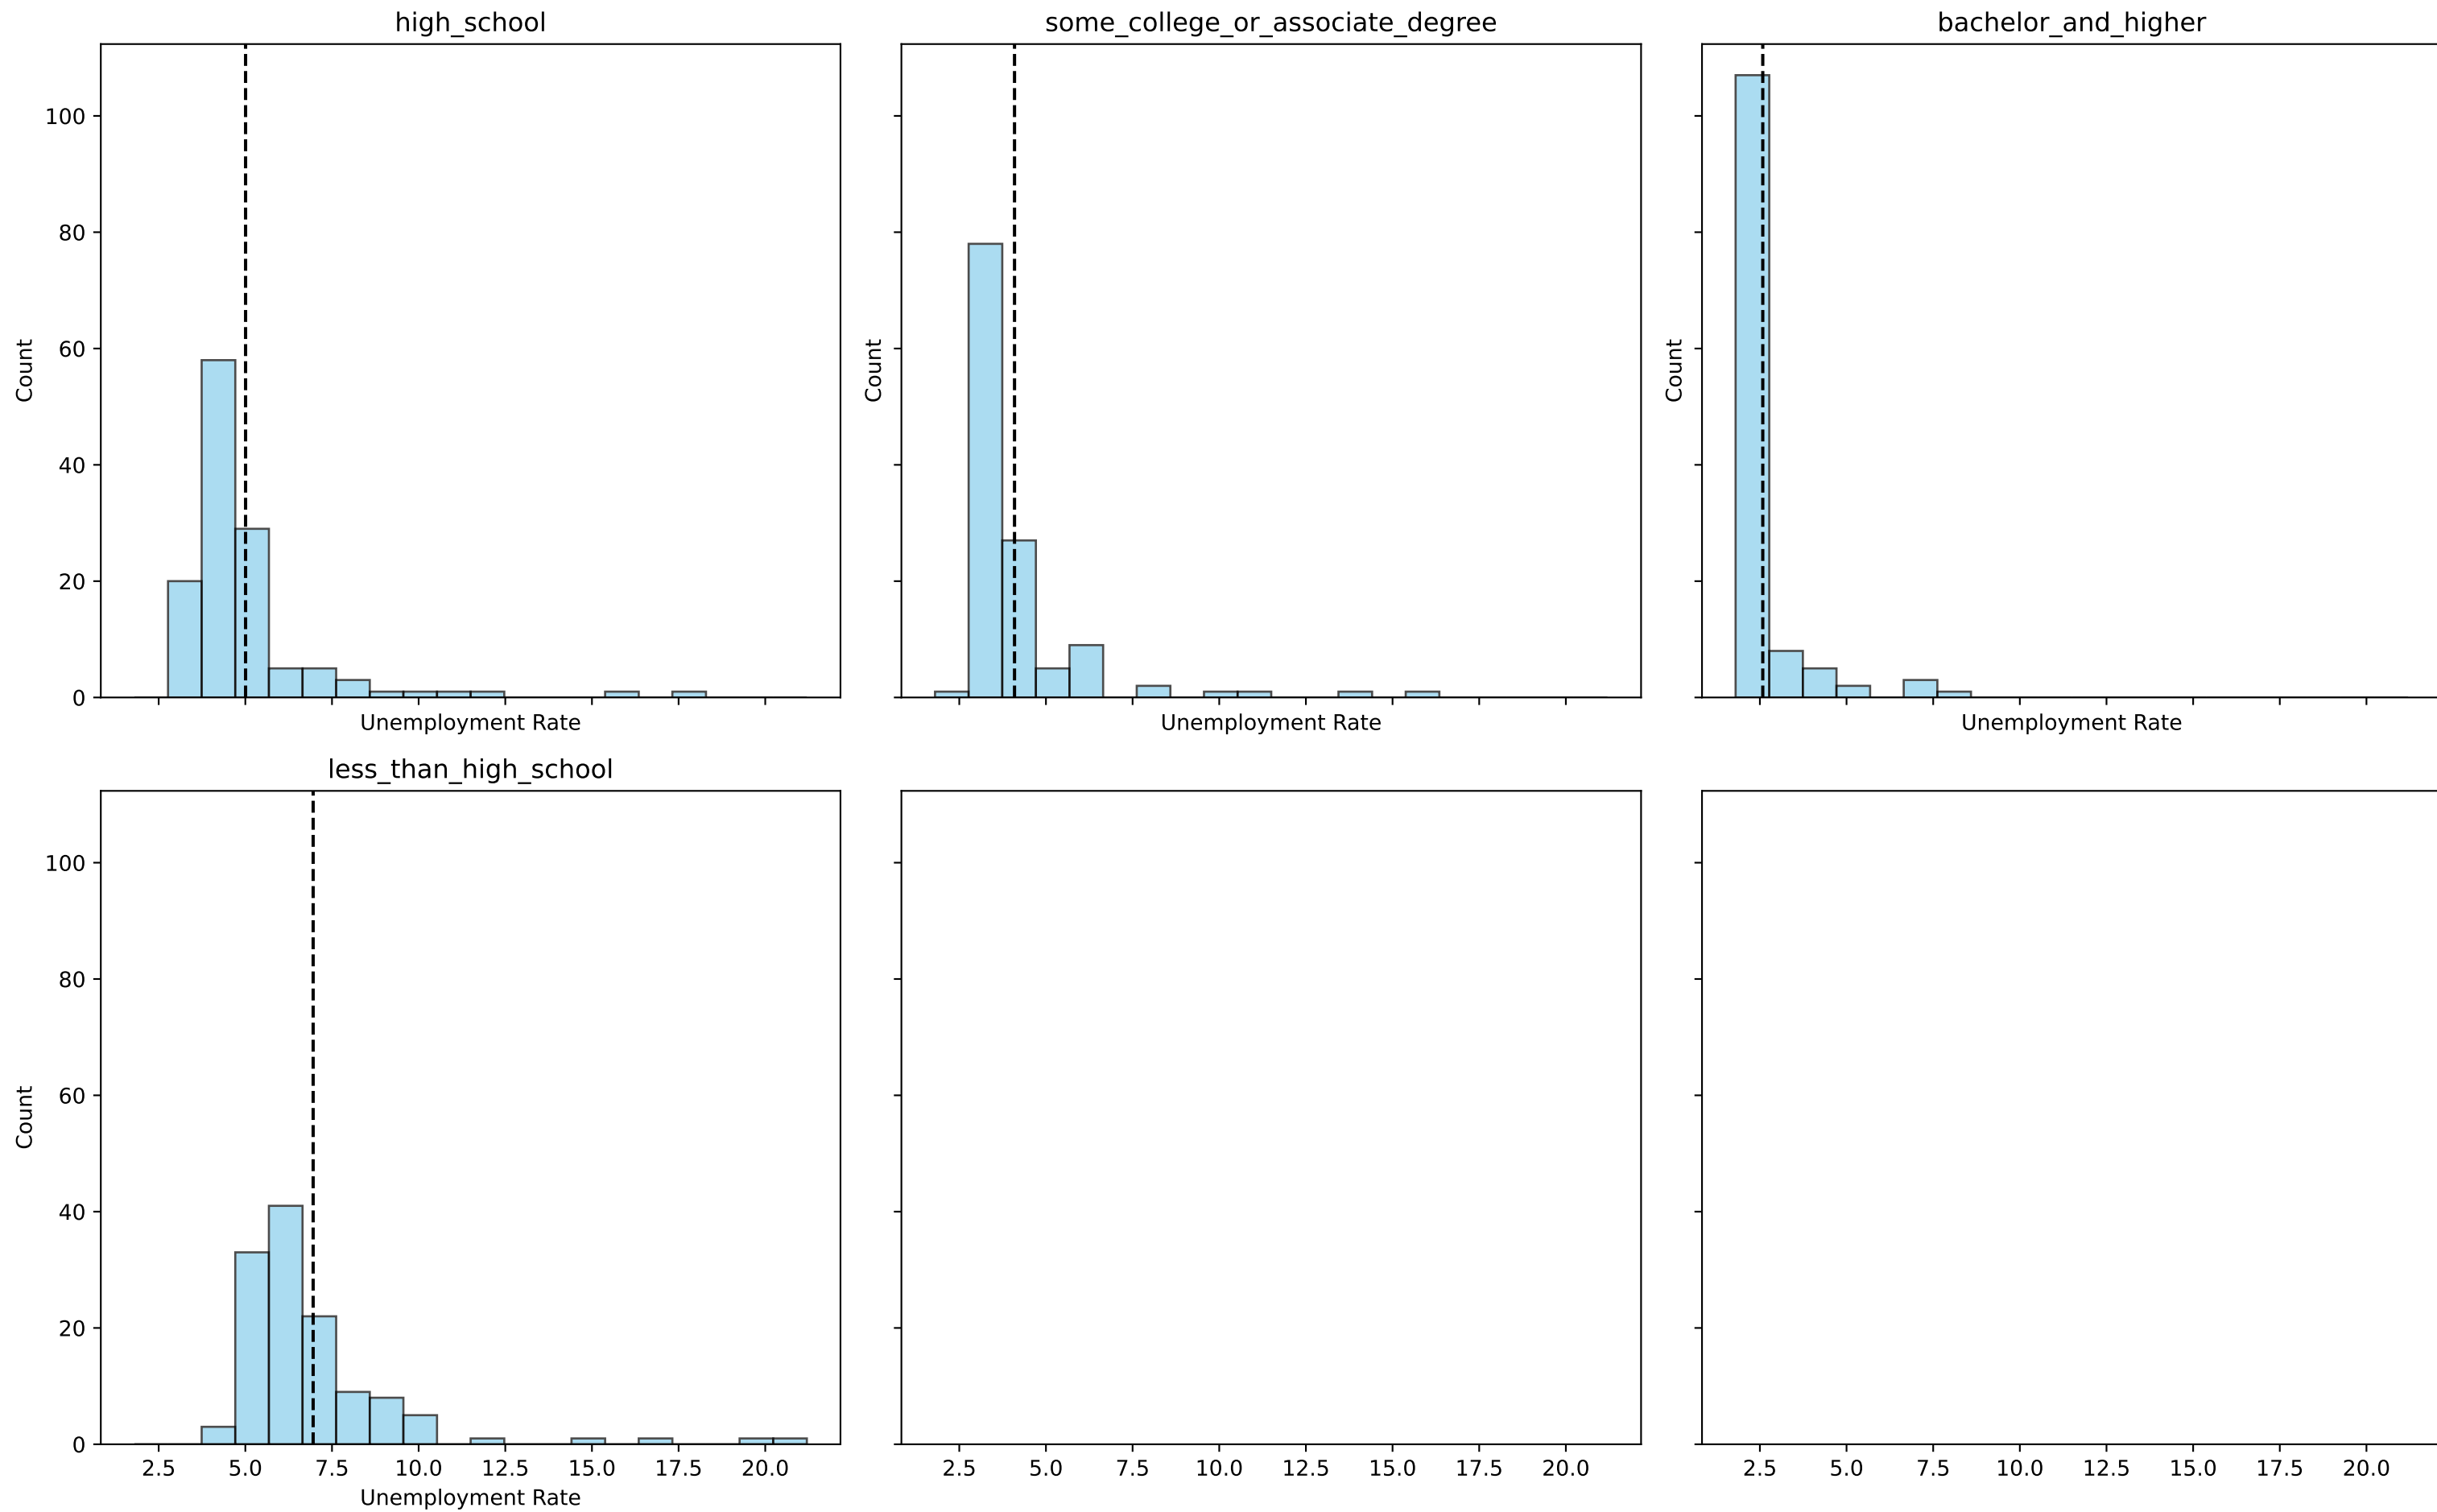 high_school
some_college_or_associate_degree
bachelor_and_higher
100
80
60
40
20
0
Count
Count
Count
Unemployment Rate
Unemployment Rate
Unemployment Rate
less_than_high_school
100
80
60
40
20
0
Count
2.5 5.0 7.5 10.0 12.5 15.0 17.5 20.0
2.5 5.0 7.5 10.0 12.5 15.0 17.5 20.0
2.5 5.0 7.5 10.0 12.5 15.0 17.5 20.0
Unemployment Rate